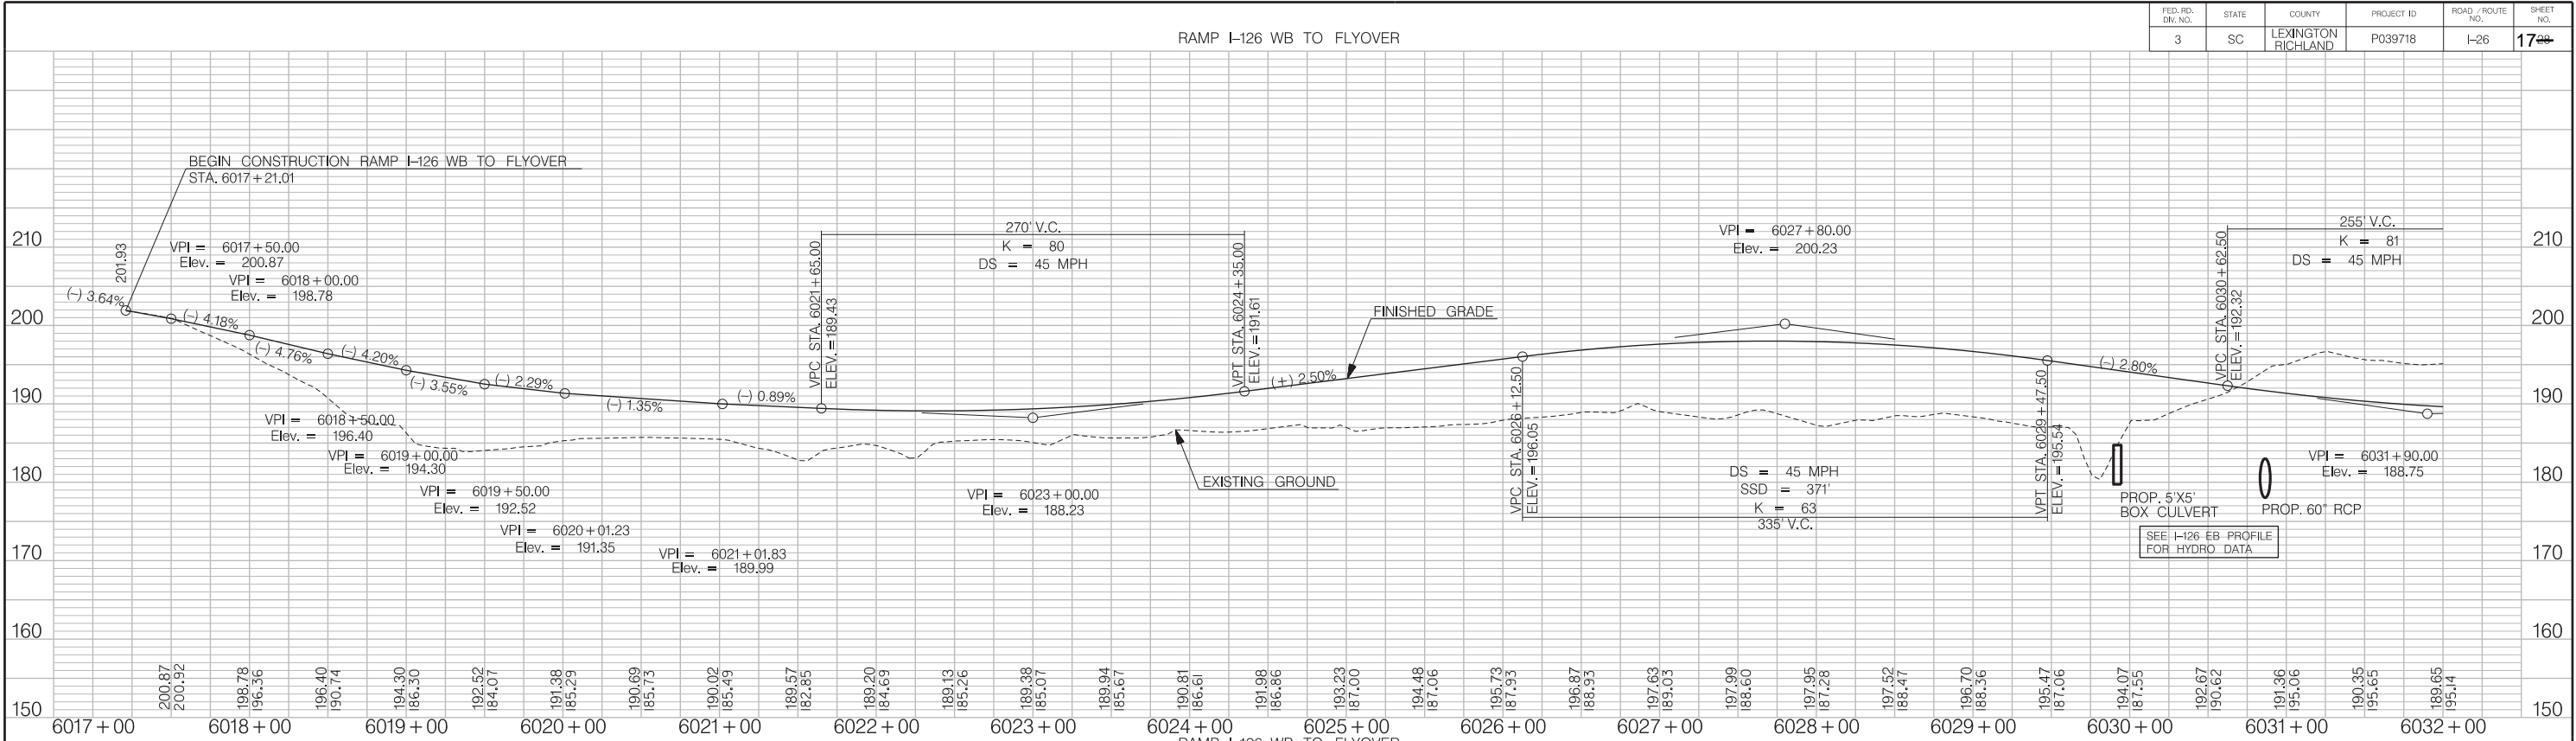 FED. RD. DIV. NO.
STATE
COUNTY
PROJECT ID
ROAD / ROUTE NO.
SHEET NO.
3
SC
LEXINGTON RICHLAND
P039718
I-26
17 28
RAMP I-126 WB TO FLYOVER
BEGIN CONSTRUCTION RAMP I-126 WB TO FLYOVER
STA. 6017+21.01
201.93
VPI = 6017+50.00
Elev. = 200.87
VPI = 6018+00.00
Elev. = 198.78
(-) 3.64%
(-) 4.18%
(-) 4.76%
(-) 4.20%
(-) 3.55%
(-) 2.29%
(-) 1.35%
(-) 0.89%
VPI = 6018+50.00
Elev. = 196.40
VPI = 6019+00.00
Elev. = 194.30
VPI = 6019+50.00
Elev. = 192.52
VPI = 6020+01.23
Elev. = 191.35
VPI = 6021+01.83
Elev. = 189.99
VPC STA. 6021+65.00
ELEV. =189.43
270' V.C.
K = 80
DS = 45 MPH
VPT STA. 6024+35.00
ELEV. =191.61
VPI = 6023+00.00
Elev. = 188.23
(+) 2.50%
FINISHED GRADE
EXISTING GROUND
VPC STA. 6026+12.50
ELEV. =196.05
VPI = 6027+80.00
Elev. = 200.23
DS = 45 MPH
SSD = 371'
K = 63
335' V.C.
VPT STA. 6029+47.50
ELEV. =195.54
(-) 2.80%
VPC STA. 6030+62.50
ELEV. =192.32
255' V.C.
K = 81
DS = 45 MPH
VPI = 6031+90.00
Elev. = 188.75
PROP. 5'X5'
BOX CULVERT
PROP. 60" RCP
SEE I-126 EB PROFILE
FOR HYDRO DATA
210 210
200 200
190 190
180 180
170 170
160 160
150 150
200.87 200.92
198.78 196.36
196.40 190.74
194.30 186.30
192.52 184.07
191.38 185.29
190.69 185.73
190.02 185.49
189.57 182.85
189.20 184.69
189.13 185.26
189.38 185.07
189.94 185.67
190.81 186.61
191.98 186.86
193.23 187.00
194.48 187.06
195.73 187.93
196.87 188.93
197.63 189.03
197.99 188.60
197.95 187.28
197.52 188.47
196.70 188.36
195.47 187.06
194.07 187.55
192.67 190.62
191.36 195.06
190.35 195.65
189.65 195.14
6017+00 6018+00 6019+00 6020+00 6021+00 6022+00 6023+00 6024+00 6025+00 6026+00 6027+00 6028+00 6029+00 6030+00 6031+00 6032+00
RAMP I-126 WB TO FLYOVER